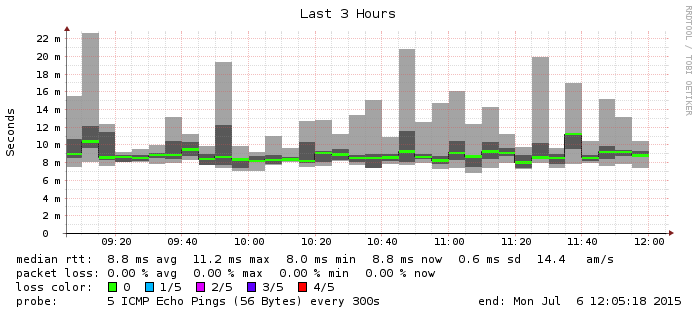 Last 3 Hours
RRDTOOL / TOBI OETIKER
Seconds
22 m
20 m
18 m
16 m
14 m
12 m
10 m
8 m
6 m
4 m
2 m
0
09:20 09:40 10:00 10:20 10:40 11:00 11:20 11:40 12:00
median rtt: 8.8 ms avg 11.2 ms max 8.0 ms min 8.8 ms now 0.6 ms sd 14.4 am/s
packet loss: 0.00 % avg 0.00 % max 0.00 % min 0.00 % now
loss color: 0 1/5 2/5 3/5 4/5
probe: 5 ICMP Echo Pings (56 Bytes) every 300s end: Mon Jul 6 12:05:18 2015